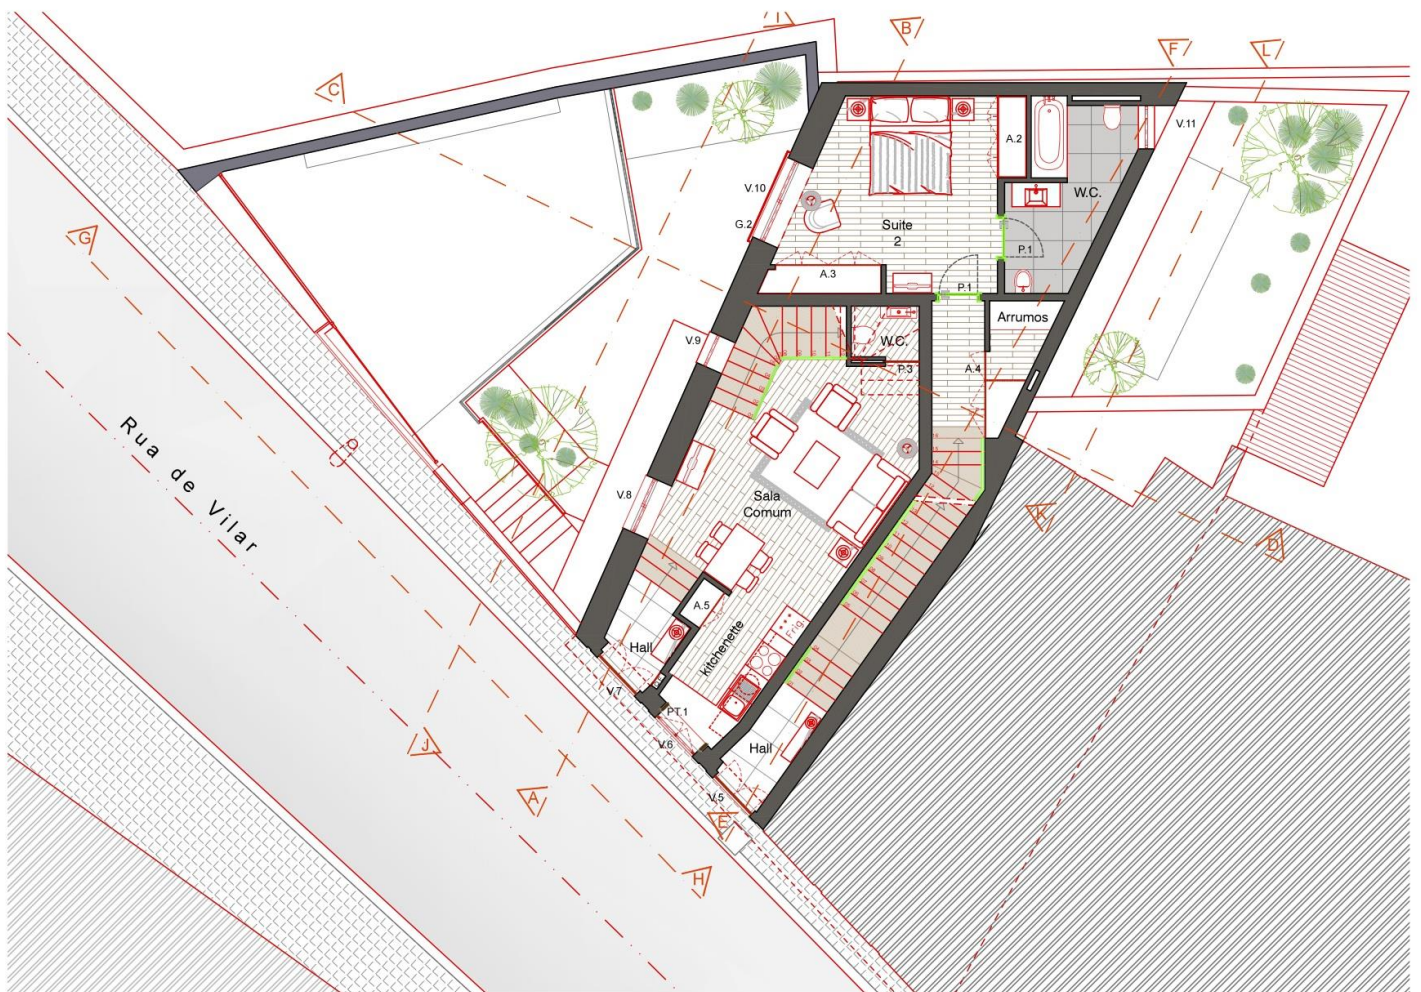 B
F
L
C
V.11
A.2
W.C.
V.10
G.2
Suite
2
P.1
G
A.3
P.1
Arrumos
V.9
W.C.
P.3
A.4
Rua de Vilar
V.8
Sala
Comum
K
D
A.5
Frig.
Hall
kitchenette
V.7
PT.1
J
V.6
Hall
A
V.5
E
H